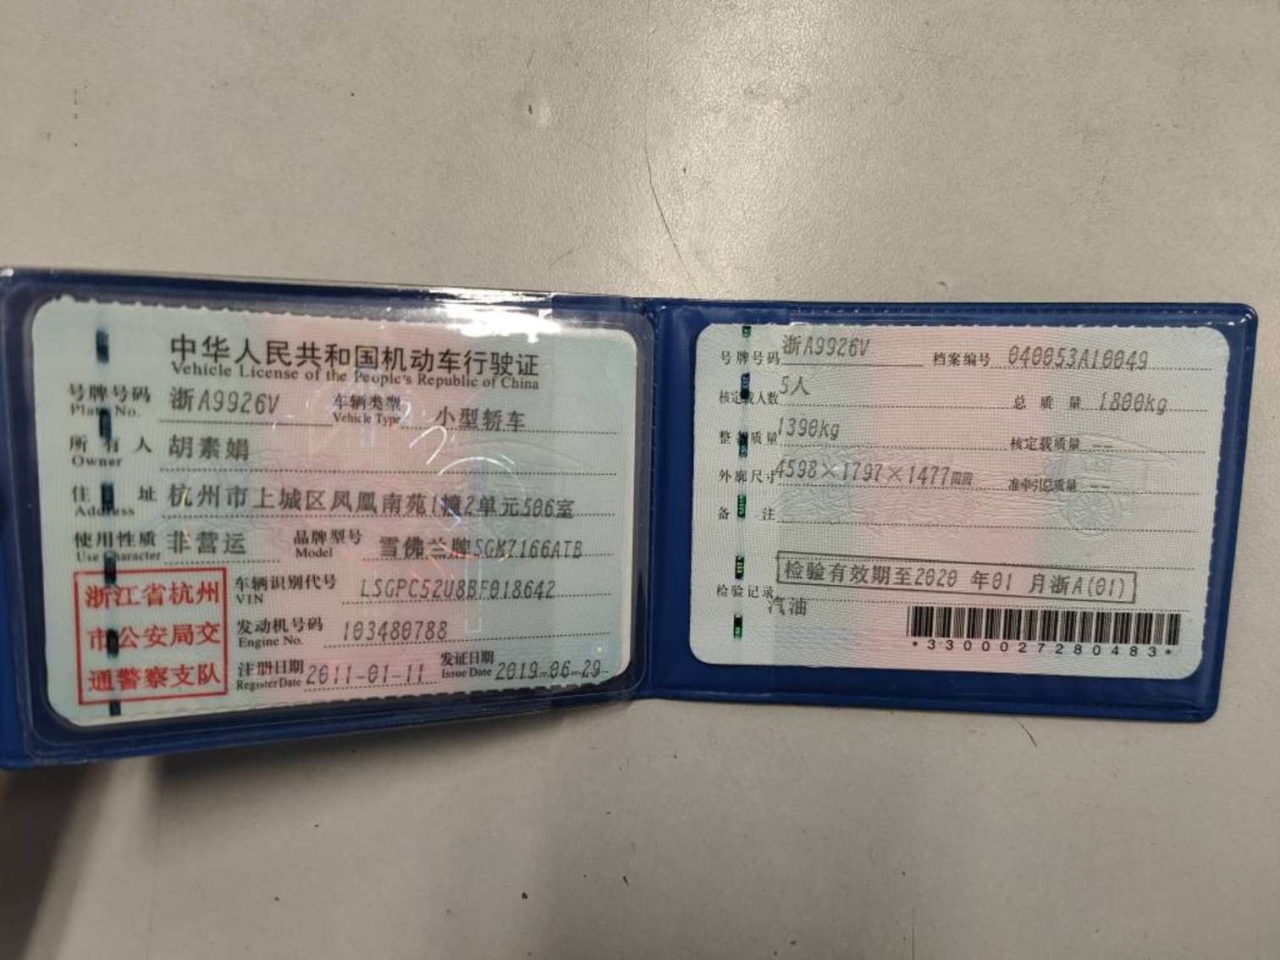 中华人民共和国机动车行驶证
Vehicle License of the People's Republic of China
号牌号码 浙A9926V 车辆类型 小型轿车
Plate No. Vehicle Type
所有人 胡素娟
Owner
住址 杭州市上城区凤凰南苑1幢2单元506室
Address
使用性质 非营运 品牌型号 雪佛兰牌SGM7166ATB
Use Character Model
浙江省杭州
市公安局交
通警察支队
车辆识别代号 LSGPC52U8BF018642
VIN
发动机号码 103480788
Engine No.
注册日期 2011-01-11 发证日期 2019-06-29
Register Date Issue Date
号牌号码 浙A9926V 档案编号 040053A10049
核定载人数 5人 总质量 1800kg
整备质量 1390kg 核定载质量 --
外廓尺寸 4598×1797×1477mm 准牵引总质量 --
备注
检验有效期至2020 年01 月浙A(01)
检验记录
汽油
*3300027280483*